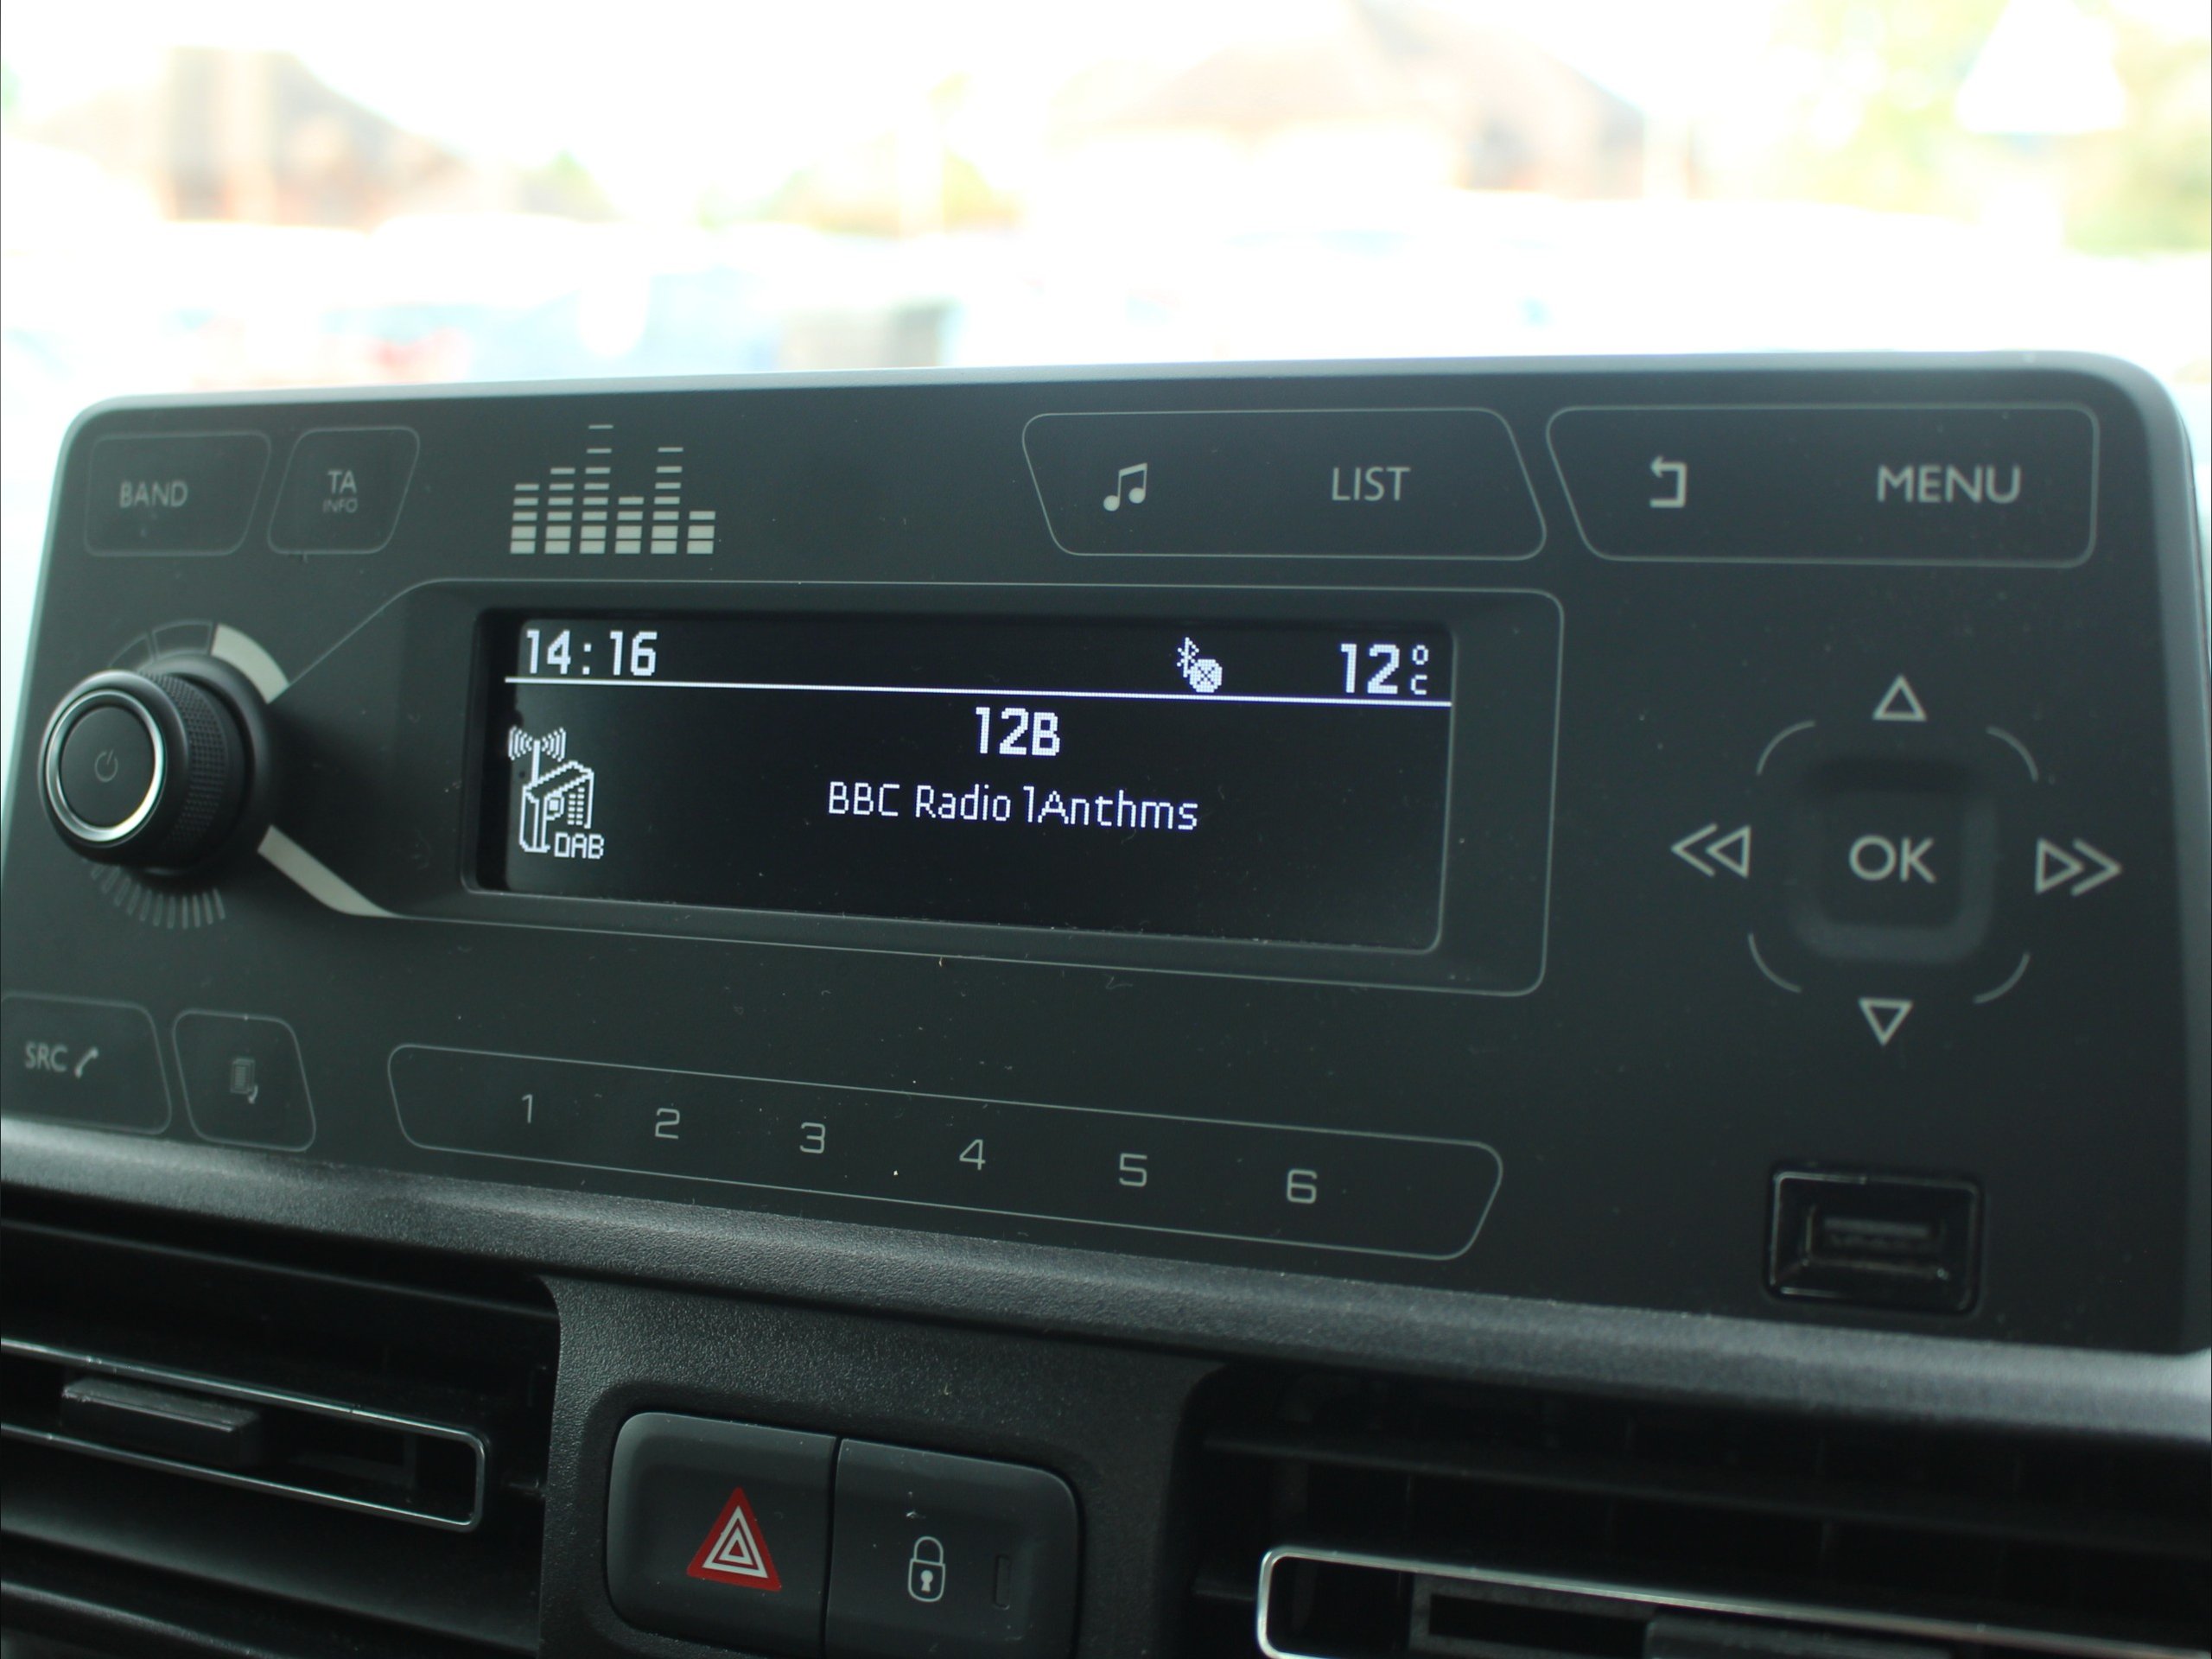 BAND
TA
INFO
LIST
MENU
14:16
12°C
12B
BBC Radio 1Anthms
DAB
OK
SRC
1 2 3 4 5 6